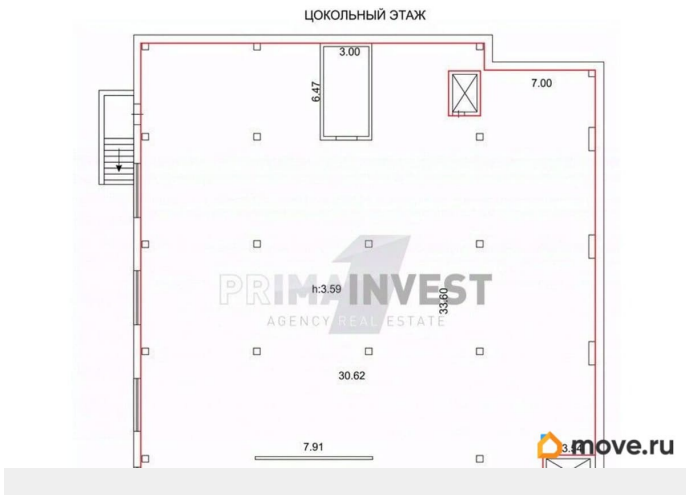 ЦОКОЛЬНЫЙ ЭТАЖ
3.00
6.47
7.00
PRIMAINVEST
h:3.59
33.60
AGENCY REAL ESTATE
30.62
7.91
move.ru